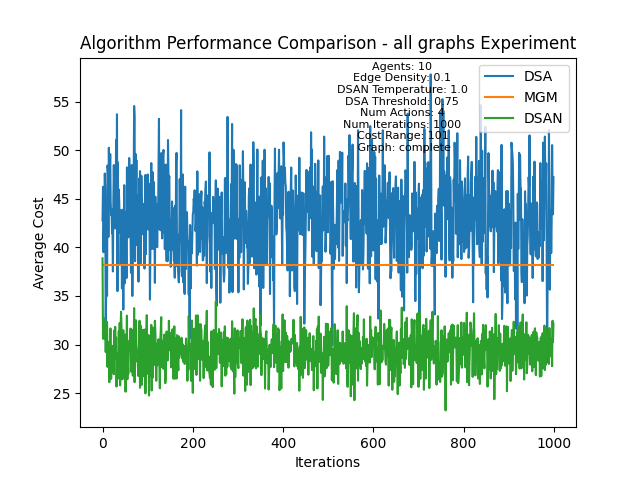 Algorithm Performance Comparison - all graphs Experiment
Agents: 10
Edge Density: 0.1
DSAN Temperature: 1.0
DSA Threshold: 0.75
Num Actions: 4
Num Iterations: 1000
Cost Range: 101
Graph: complete
DSA
MGM
DSAN
Average Cost
55
50
45
40
35
30
25
0 200 400 600 800 1000
Iterations